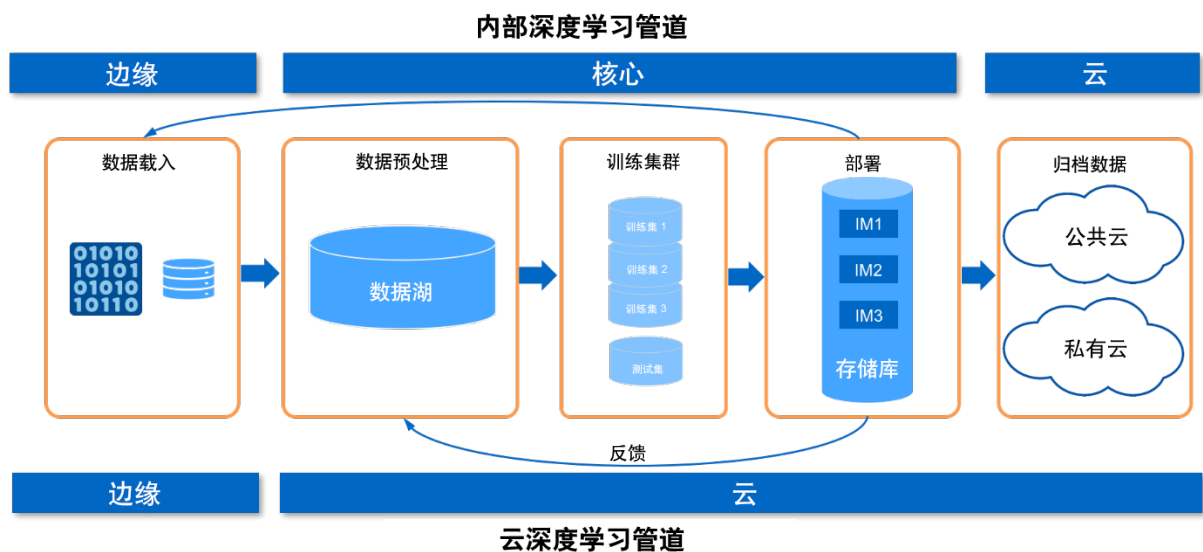 内部深度学习管道
边缘
核心
云
数据载入
01010
10101
01010
10110
数据预处理
数据湖
训练集群
训练集 1
训练集 2
训练集 3
测试集
部署
IM1
IM2
IM3
存储库
归档数据
公共云
私有云
反馈
边缘
云
云深度学习管道